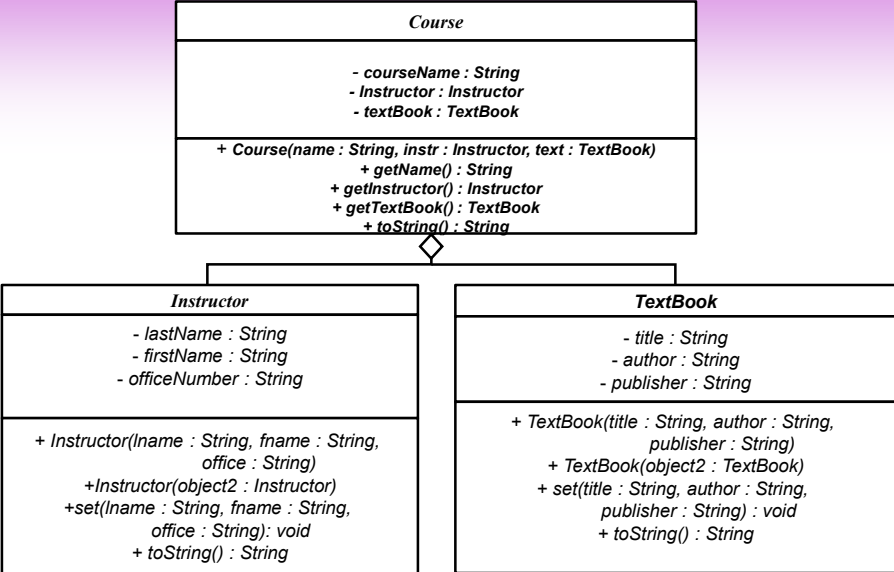 Course
- courseName : String
- Instructor : Instructor
- textBook : TextBook
+ Course(name : String, instr : Instructor, text : TextBook)
+ getName() : String
+ getInstructor() : Instructor
+ getTextBook() : TextBook
+ toString() : String
Instructor
- lastName : String
- firstName : String
- officeNumber : String
+ Instructor(lname : String, fname : String,
office : String)
+Instructor(object2 : Instructor)
+set(lname : String, fname : String,
office : String): void
+ toString() : String
TextBook
- title : String
- author : String
- publisher : String
+ TextBook(title : String, author : String,
publisher : String)
+ TextBook(object2 : TextBook)
+ set(title : String, author : String,
publisher : String) : void
+ toString() : String